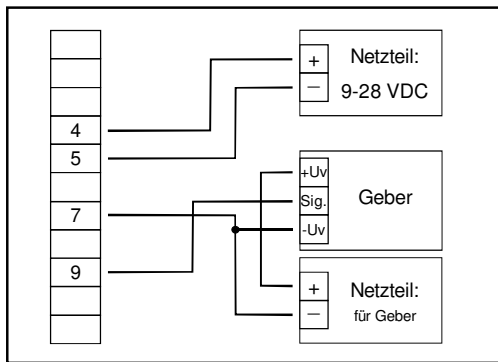 4
5
7
9
+
−
Netzteil:
9-28 VDC
+Uv
Sig.
-Uv
Geber
+
−
Netzteil:
für Geber